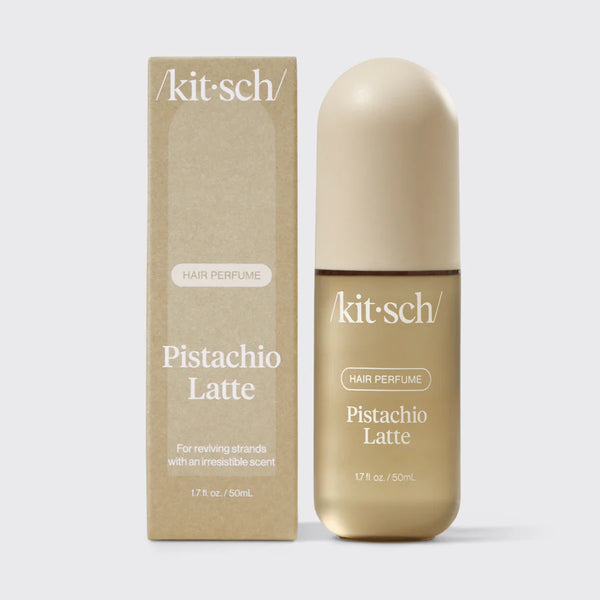 /kit·sch/
HAIR PERFUME
Pistachio
Latte
For reviving strands
with an irresistible scent
1.7 fl. oz. / 50mL
/kit·sch/
HAIR PERFUME
Pistachio
Latte
1.7 fl. oz. / 50mL